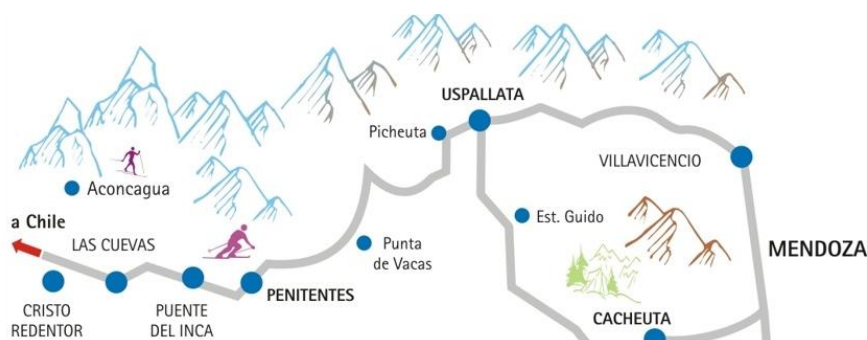 USPALLATA
Picheuta
VILLAVICENCIO
Aconcagua
a Chile
LAS CUEVAS
Est. Guido
Punta
de Vacas
MENDOZA
PENITENTES
CRISTO
REDENTOR
PUENTE
DEL INCA
CACHEUTA